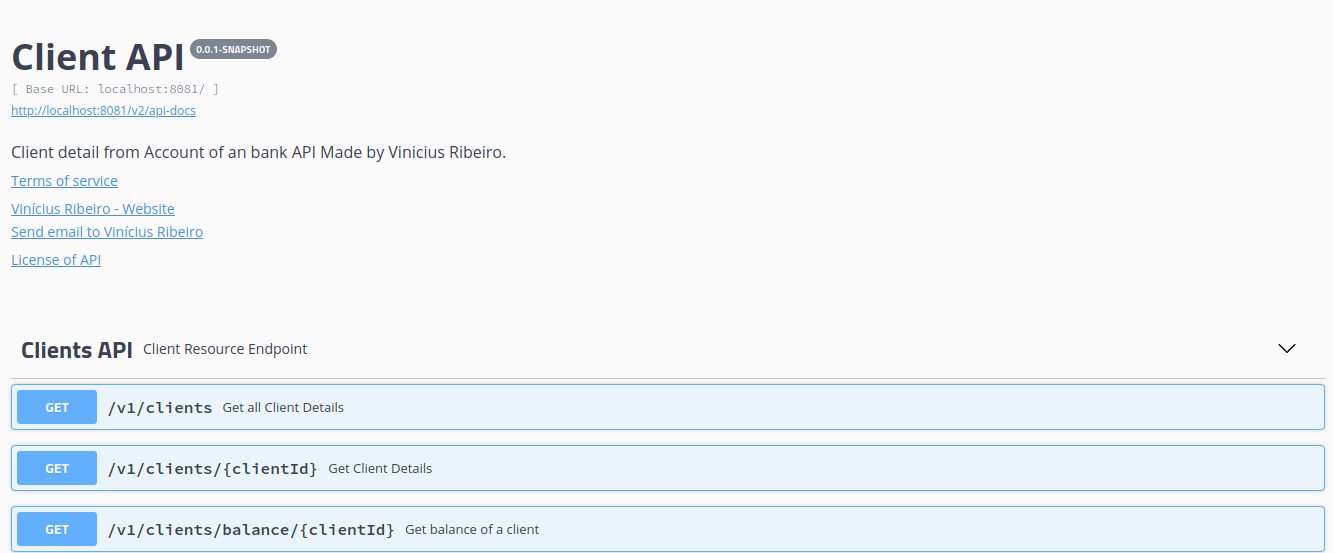 Client API 0.0.1-SNAPSHOT
[ Base URL: localhost:8081/ ]
http://localhost:8081/v2/api-docs
Client detail from Account of an bank API Made by Vinicius Ribeiro.
Terms of service
Vinícius Ribeiro - Website
Send email to Vinícius Ribeiro
License of API
Clients API Client Resource Endpoint
GET /v1/clients Get all Client Details
GET /v1/clients/{clientId} Get Client Details
GET /v1/clients/balance/{clientId} Get balance of a client